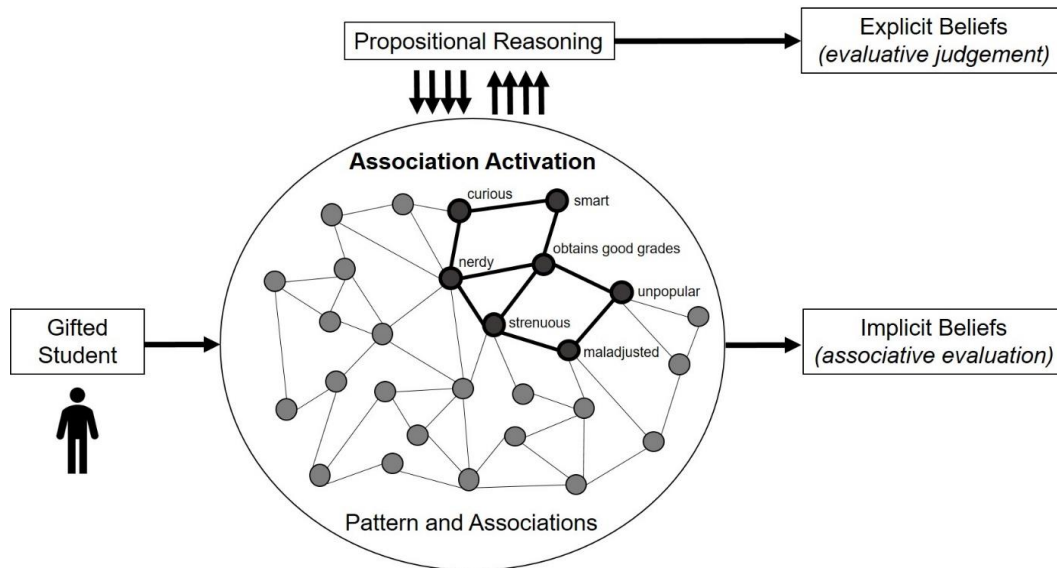 Propositional Reasoning
Explicit Beliefs
(evaluative judgement)
Association Activation
curious
smart
obtains good grades
nerdy
unpopular
strenuous
maladjusted
Gifted
Student
Implicit Beliefs
(associative evaluation)
Pattern and Associations